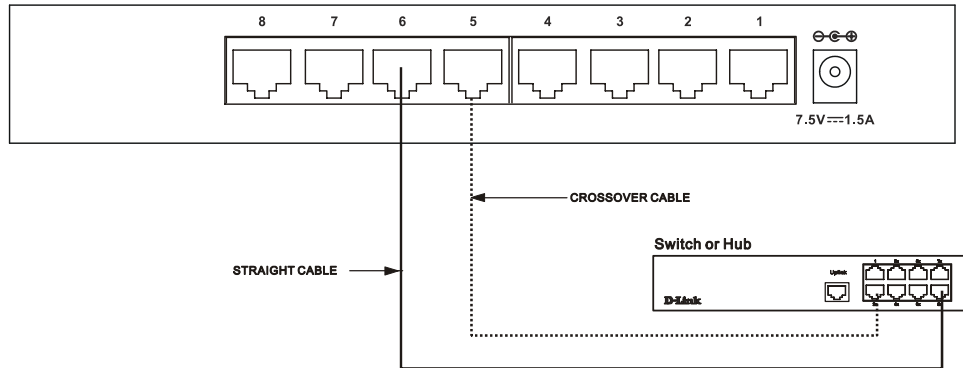 8 7 6 5 4 3 2 1
7.5V⎓1.5A
CROSSOVER CABLE
Switch or Hub
STRAIGHT CABLE
Uplink
D-Link